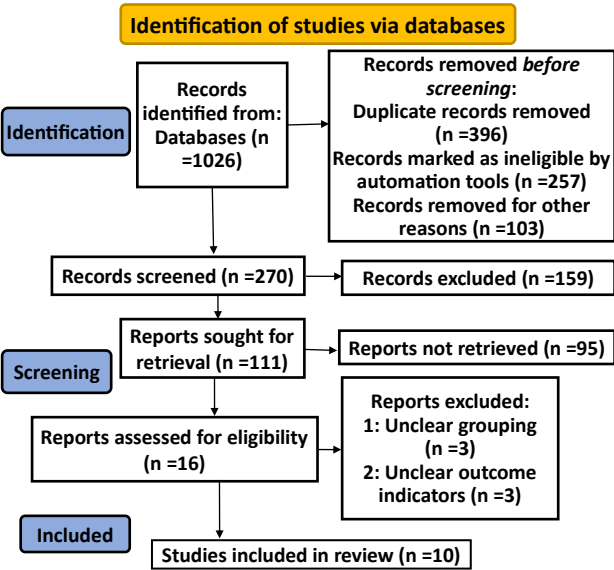 Identification of studies via databases
Identification
Records
identified from:
Databases (n
=1026)
Records removed before
screening:
Duplicate records removed
(n =396)
Records marked as ineligible by
automation tools (n =257)
Records removed for other
reasons (n =103)
Records screened (n =270)
Records excluded (n =159)
Screening
Reports sought for
retrieval (n =111)
Reports not retrieved (n =95)
Reports assessed for eligibility
(n =16)
Reports excluded:
1: Unclear grouping
(n =3)
2: Unclear outcome
indicators (n =3)
Included
Studies included in review (n =10)